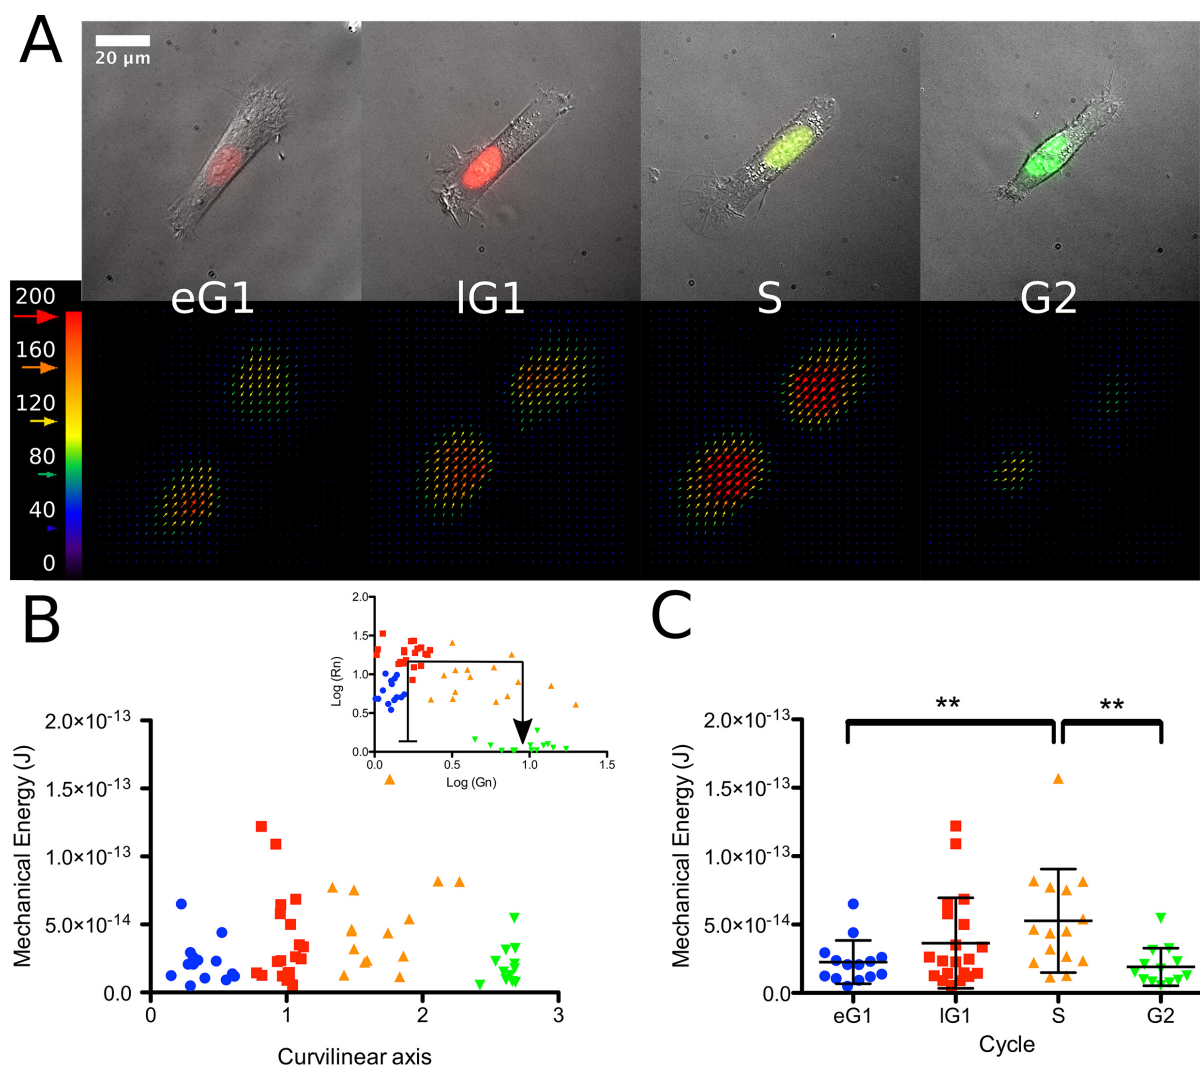 A
20 μm
eG1
lG1
S
G2
200
160
120
80
40
0
B
2.0
1.5
1.0
0.5
0.0
Log (Rn)
0.0
0.5
1.0
1.5
Log (Gn)
2.0×10-13
1.5×10-13
1.0×10-13
5.0×10-14
0.0
Mechanical Energy (J)
0
1
2
3
Curvilinear axis
C
**
**
2.0×10-13
1.5×10-13
1.0×10-13
5.0×10-14
0.0
Mechanical Energy (J)
eG1
lG1
S
G2
Cycle